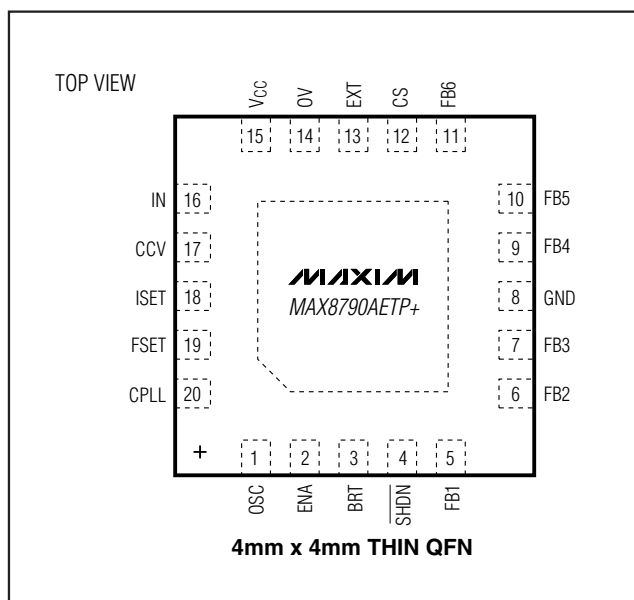 TOP VIEW
VCC
OV
EXT
CS
FB6
15
14
13
12
11
IN 16
10 FB5
CCV 17
9 FB4
MAXIM
MAX8790AETP+
ISET 18
8 GND
FSET 19
7 FB3
CPLL 20
6 FB2
+
1
2
3
4
5
OSC
ENA
BRT
SHDN
FB1
4mm x 4mm THIN QFN